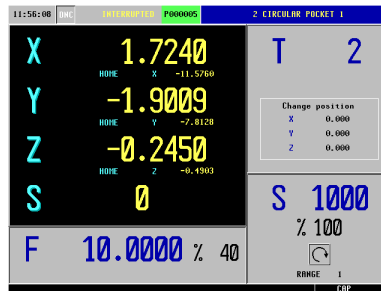 11:56:08 DNC INTERRUPTED P000005 2 CIRCULAR POCKET 1
X 1.7240
HOME X -11.5760
Y -1.9009
HOME Y -7.8128
Z -0.2450
HOME Z -0.4903
S 0
F 10.0000 % 40
T 2
Change position
X 0.000
Y 0.000
Z 0.000
S 1000
% 100
RANGE 1
CAP